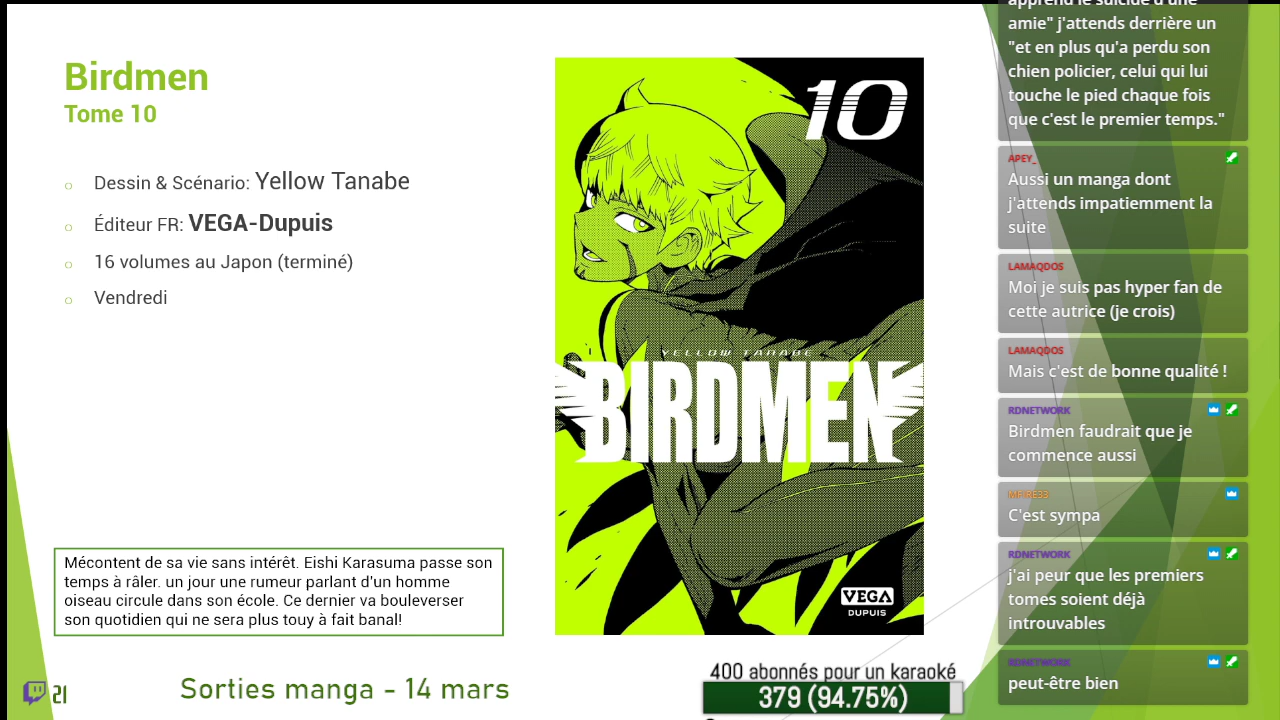 Birdmen
Tome 10
Dessin & Scénario: Yellow Tanabe
Éditeur FR: VEGA-Dupuis
16 volumes au Japon (terminé)
Vendredi
Mécontent de sa vie sans intérêt. Eishi Karasuma passe son
temps à râler. un jour une rumeur parlant d'un homme
oiseau circule dans son école. Ce dernier va bouleverser
son quotidien qui ne sera plus touy à fait banal!
10
YELLOW TANABE
BIRDMEN
VEGA
DUPUIS
21
Sorties manga - 14 mars
400 abonnés pour un karaoké
379 (94.75%)
apprend le suicide d'une
amie" j'attends derrière un
"et en plus qu'a perdu son
chien policier, celui qui lui
touche le pied chaque fois
que c'est le premier temps."
APEY_
Aussi un manga dont
j'attends impatiemment la
suite
LAMAQDOS
Moi je suis pas hyper fan de
cette autrice (je crois)
LAMAQDOS
Mais c'est de bonne qualité !
RDNETWORK
Birdmen faudrait que je
commence aussi
C'est sympa
RDNETWORK
j'ai peur que les premiers
tomes soient déjà
introuvables
RDNETWORK
peut-être bien